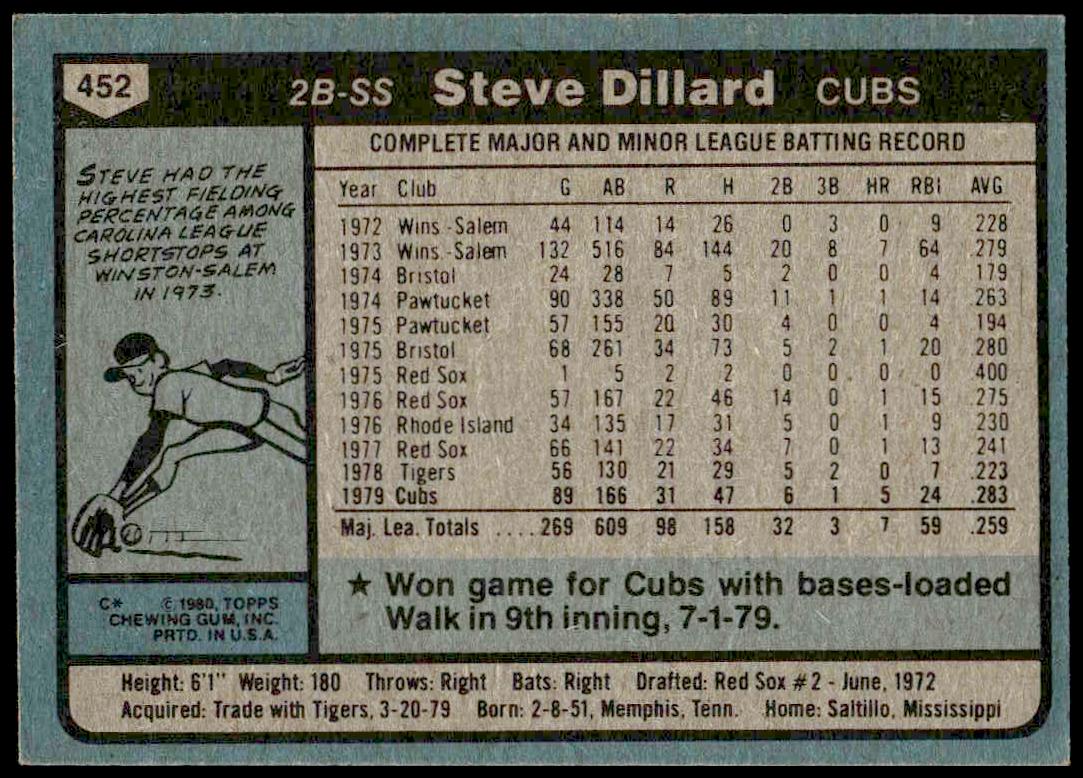 452 2B-SS Steve Dillard CUBS
STEVE HAD THE
HIGHEST FIELDING
PERCENTAGE AMONG
CAROLINA LEAGUE
SHORTSTOPS AT
WINSTON-SALEM
IN 1973.
C* © 1980, TOPPS
CHEWING GUM, INC.
PRTD. IN U.S.A.
COMPLETE MAJOR AND MINOR LEAGUE BATTING RECORD
Year Club G AB R H 2B 3B HR RBI AVG
1972 Wins.-Salem 44 114 14 26 0 3 0 9 .228
1973 Wins.-Salem 132 516 84 144 20 8 7 64 .279
1974 Bristol 24 28 7 5 2 0 0 4 .179
1974 Pawtucket 90 338 50 89 11 1 1 14 .263
1975 Pawtucket 57 155 20 30 4 0 0 4 .194
1975 Bristol 68 261 34 73 5 2 1 20 .280
1975 Red Sox 1 5 2 2 0 0 0 0 .400
1976 Red Sox 57 167 22 46 14 0 1 15 .275
1976 Rhode Island 34 135 17 31 5 0 1 9 .230
1977 Red Sox 66 141 22 34 7 0 1 13 .241
1978 Tigers 56 130 21 29 5 2 0 7 .223
1979 Cubs 89 166 31 47 6 1 5 24 .283
Maj. Lea. Totals .... 269 609 98 158 32 3 7 59 .259
★ Won game for Cubs with bases-loaded
Walk in 9th inning, 7-1-79.
Height: 6'1" Weight: 180 Throws: Right Bats: Right Drafted: Red Sox #2 - June, 1972
Acquired: Trade with Tigers, 3-20-79 Born: 2-8-51, Memphis, Tenn. Home: Saltillo, Mississippi